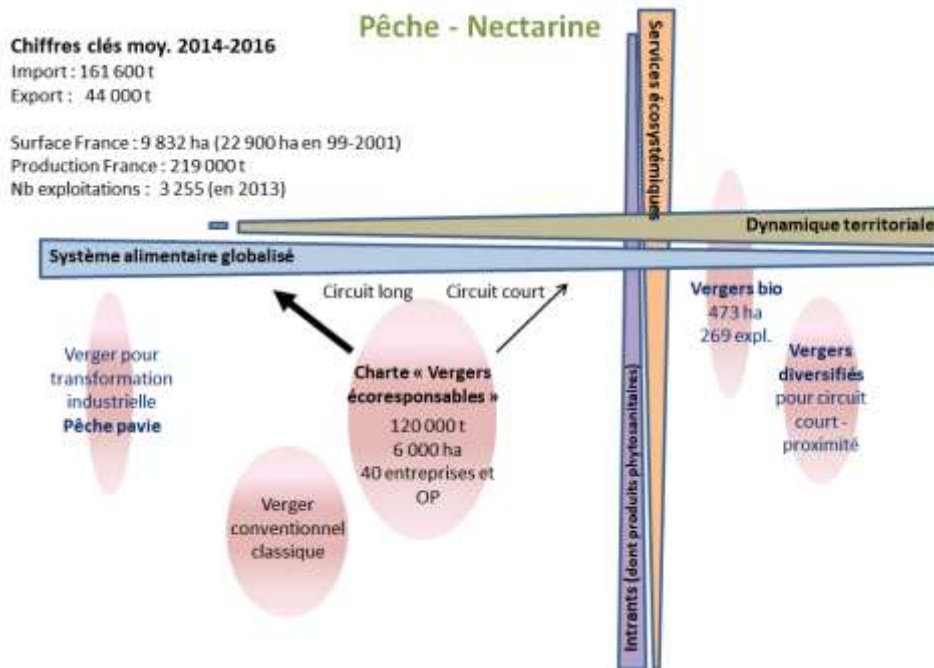 Pêche - Nectarine
Chiffres clés moy. 2014-2016
Import : 161 600 t
Export : 44 000 t
Surface France : 9 832 ha (22 900 ha en 99-2001)
Production France : 219 000 t
Nb exploitations : 3 255 (en 2013)
Services écosystémiques
Dynamique territoriale
Système alimentaire globalisé
Circuit long
Circuit court
Verger pour
transformation
industrielle
Pêche pavie
Charte « Vergers
écoresponsables »
120 000 t
6 000 ha
40 entreprises et
OP
Verger
conventionnel
classique
Intrants (dont produits phytosanitaires)
Vergers bio
473 ha
269 expl.
Vergers
diversifiés
pour circuit
court -
proximité